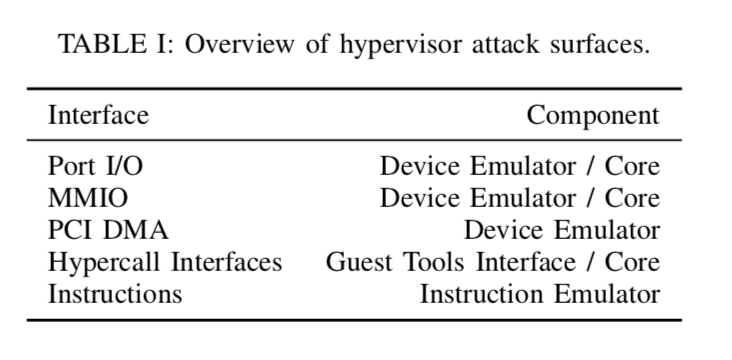 TABLE I: Overview of hypervisor attack surfaces.
Interface Component
Port I/O Device Emulator / Core
MMIO Device Emulator / Core
PCI DMA Device Emulator
Hypercall Interfaces Guest Tools Interface / Core
Instructions Instruction Emulator